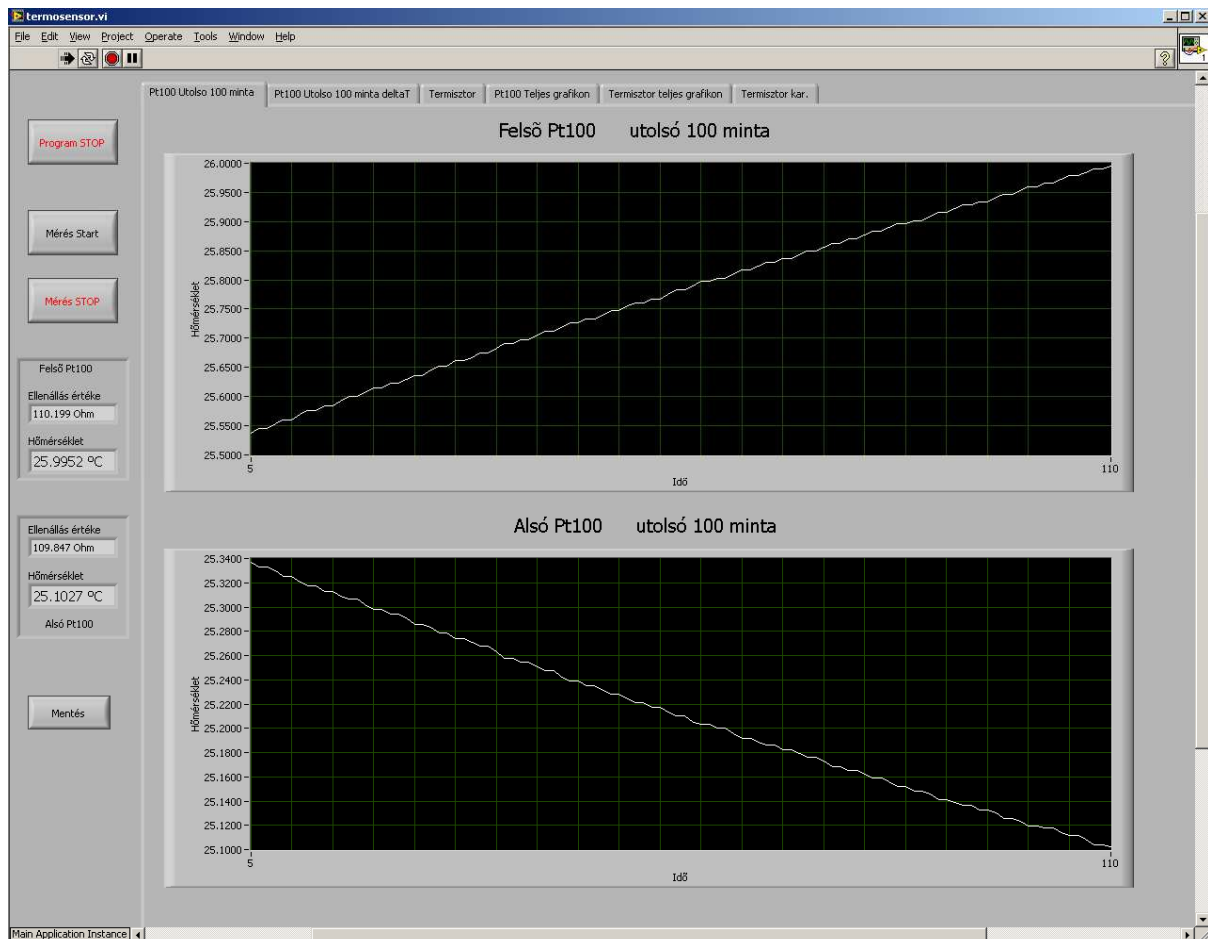 termosensor.vi
File Edit View Project Operate Tools Window Help
1
Pt100 Utolso 100 minta
Pt100 Utolso 100 minta deltaT
Termisztor
Pt100 Teljes grafikon
Termisztor teljes grafikon
Termisztor kar.
Program STOP
Mérés Start
Mérés STOP
Felsõ Pt100
Ellenállás értéke
110.199 Ohm
Hõmérséklet
25.9952 ºC
Ellenállás értéke
109.847 Ohm
Hõmérséklet
25.1027 ºC
Alsó Pt100
Mentés
Felsõ Pt100 utolsó 100 minta
Hõmérséklet
26.0000
25.9500
25.9000
25.8500
25.8000
25.7500
25.7000
25.6500
25.6000
25.5500
25.5000
5
110
Idõ
Alsó Pt100 utolsó 100 minta
Hõmérséklet
25.3400
25.3200
25.3000
25.2800
25.2600
25.2400
25.2200
25.2000
25.1800
25.1600
25.1400
25.1200
25.1000
5
110
Idõ
Main Application Instance